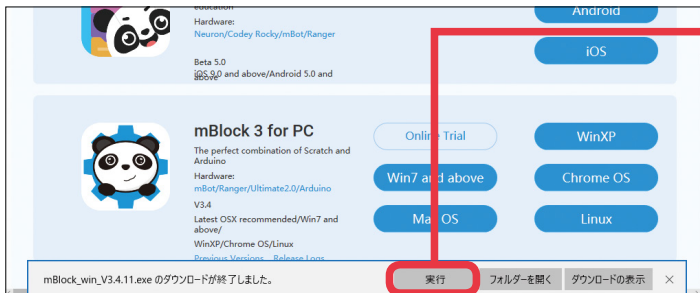 education
Hardware:
Neuron/Codey Rocky/mBot/Ranger
Beta 5.0
iOS 9.0 and above/Android 5.0 and
above
Android
iOS
mBlock 3 for PC
The perfect combination of Scratch and
Arduino
Hardware:
mBot/Ranger/Ultimate2.0/Arduino
V3.4
Latest OSX recommended/Win7 and
above/
WinXP/Chrome OS/Linux
Previous Versions Release Logs
Online Trial
WinXP
Win7 and above
Chrome OS
Mac OS
Linux
mBlock_win_V3.4.11.exe のダウンロードが終了しました。
実行
フォルダーを開く
ダウンロードの表示
×